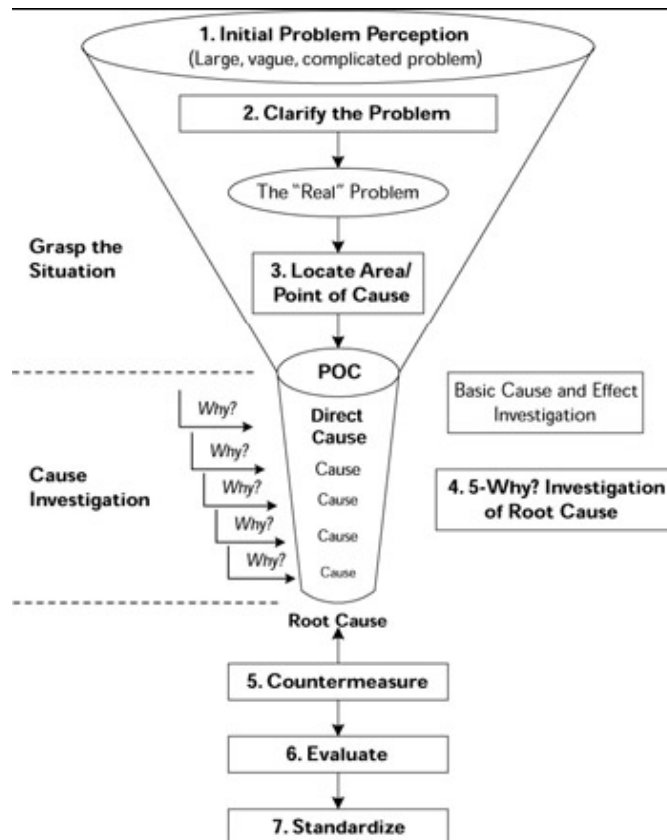 1. Initial Problem Perception
(Large, vague, complicated problem)
2. Clarify the Problem
The "Real" Problem
Grasp the
Situation
3. Locate Area/
Point of Cause
POC
Basic Cause and Effect
Investigation
Direct
Cause
Why?
Why?
Why?
Why?
Why?
Cause
Cause
Cause
Cause
Cause
Investigation
4. 5-Why? Investigation
of Root Cause
Root Cause
5. Countermeasure
6. Evaluate
7. Standardize